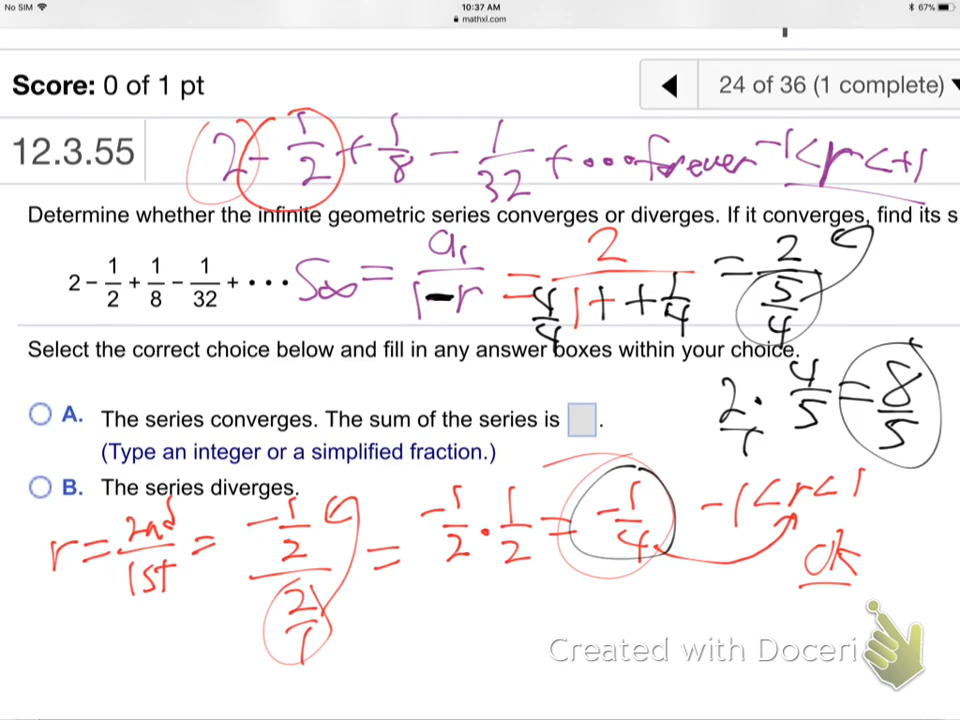 No SIM 10:37 AM 67%
mathxl.com
Score: 0 of 1 pt 24 of 36 (1 complete)
12.3.55 2 - 1/2 + 1/8 - 1/32 + ... forever -1<r<+1
Determine whether the infinite geometric series converges or diverges. If it converges, find its s
2 - 1/2 + 1/8 - 1/32 + ••• S∞ = a₁/(1-r) = 2/(4/4 1 + + 1/4) = 2/(5/4)
Select the correct choice below and fill in any answer boxes within your choice.
2/1 · 4/5 = 8/5
A. The series converges. The sum of the series is .
(Type an integer or a simplified fraction.)
B. The series diverges.
r = 2nd/1st = (-1/2)/(2/1) = -1/2 · 1/2 = -1/4 -1<r<1
ok
Created with Doceri